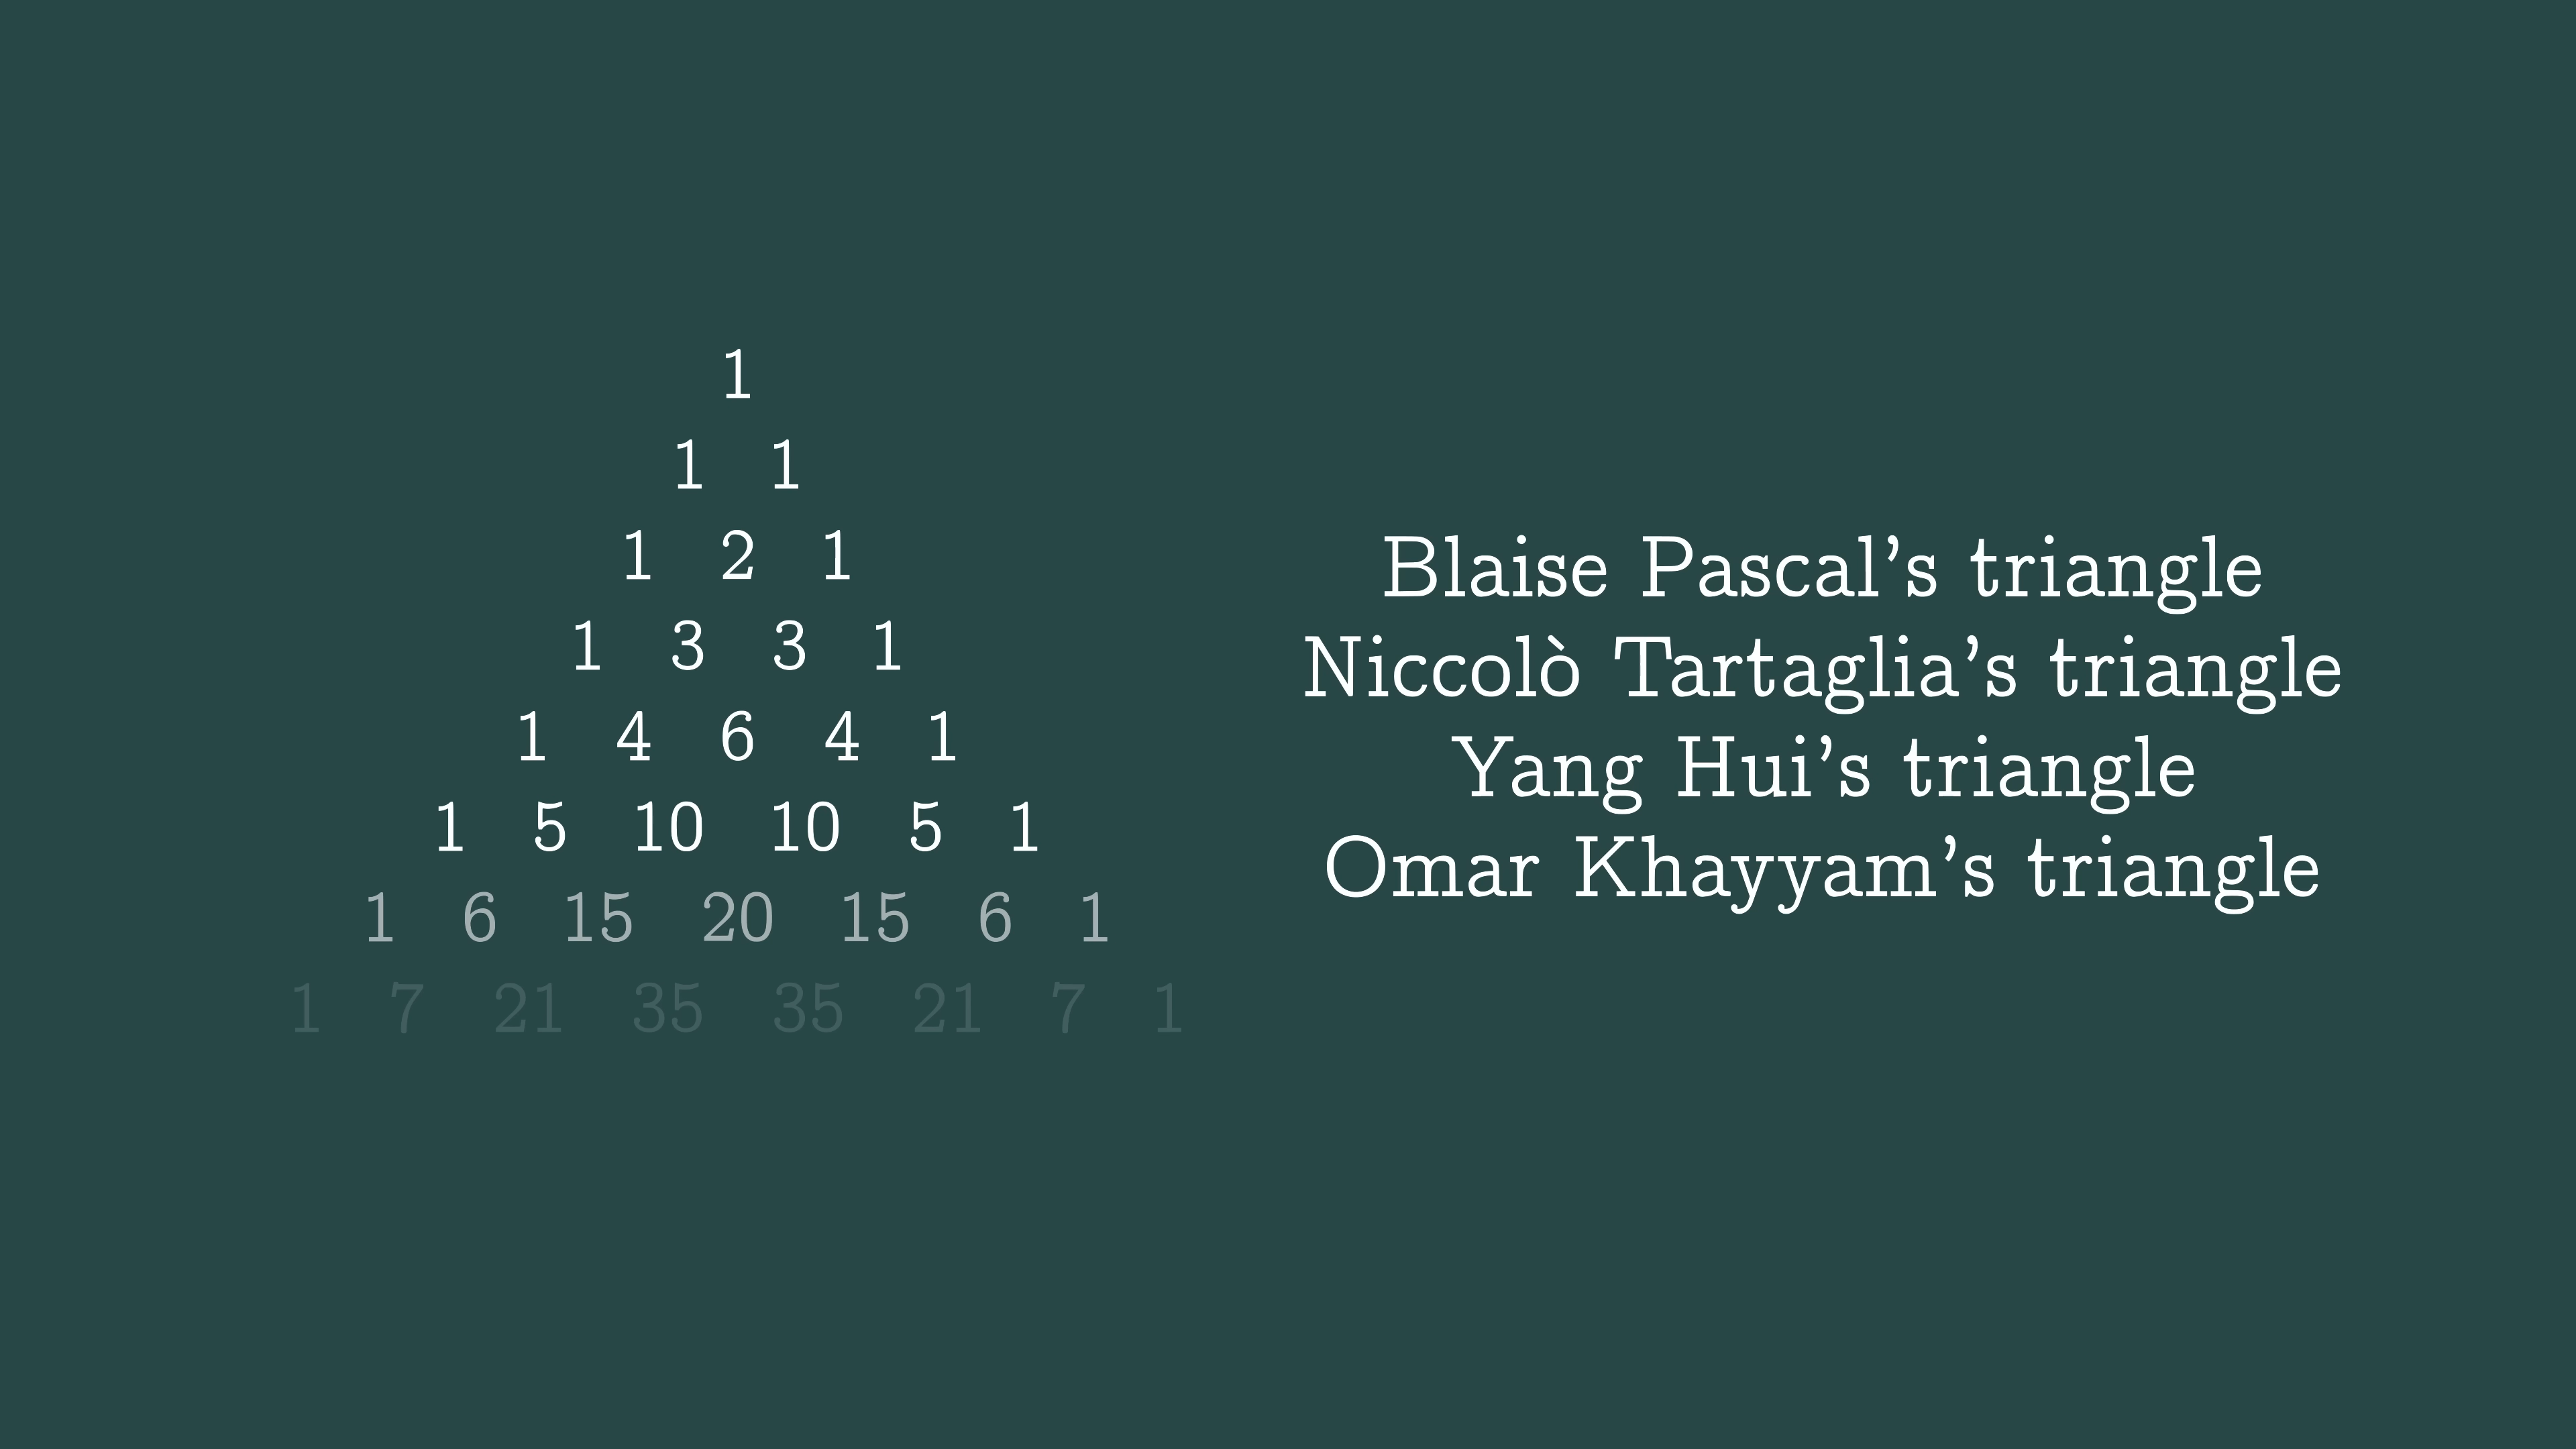 1
1 1
1 2 1
1 3 3 1
1 4 6 4 1
1 5 10 10 5 1
1 6 15 20 15 6 1
1 7 21 35 35 21 7 1
Blaise Pascal’s triangle
Niccolò Tartaglia’s triangle
Yang Hui’s triangle
Omar Khayyam’s triangle